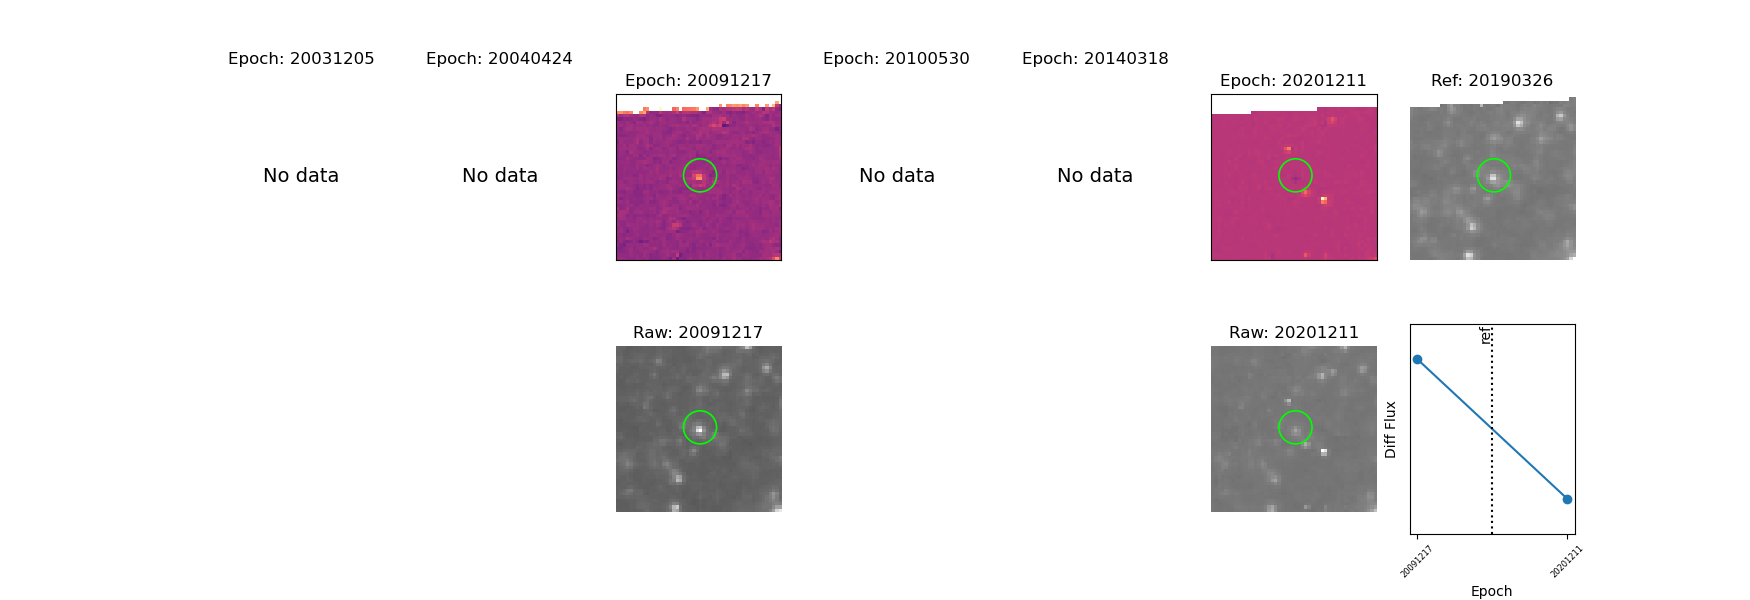 Epoch: 20031205
Epoch: 20040424
Epoch: 20091217
Epoch: 20100530
Epoch: 20140318
Epoch: 20201211
Ref: 20190326
No data
No data
No data
No data
Raw: 20091217
Raw: 20201211
ref
Diff Flux
20091217
20201211
Epoch